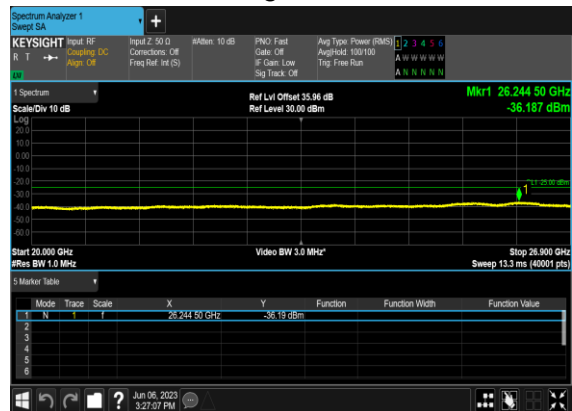 Spectrum Analyzer 1
Swept SA
+
KEYSIGHT Input: RF Input Z: 50 Ω #Atten: 10 dB PNO: Fast Avg Type: Power (RMS) 1 2 3 4 5 6
R T Coupling: DC Corrections: Off Gate: Off Avg|Hold: 100/100 A W W W W W
Align: Off Freq Ref: Int (S) IF Gain: Low Trig: Free Run
Sig Track: Off A N N N N N
1 Spectrum Ref Lvl Offset 35.96 dB Mkr1 26.244 50 GHz
Scale/Div 10 dB Ref Level 30.00 dBm -36.187 dBm
Log
20.0
10.0
0.00
-10.0
-20.0
-30.0
-40.0
-50.0
-60.0
1
Start 20.000 GHz Video BW 3.0 MHz* Stop 26.900 GHz
#Res BW 1.0 MHz Sweep 13.3 ms (40001 pts)
5 Marker Table
Mode Trace Scale X Y Function Function Width Function Value
1 N 1 f 26.244 50 GHz -36.19 dBm
2
3
4
5
6
? Jun 06, 2023
3:27:07 PM